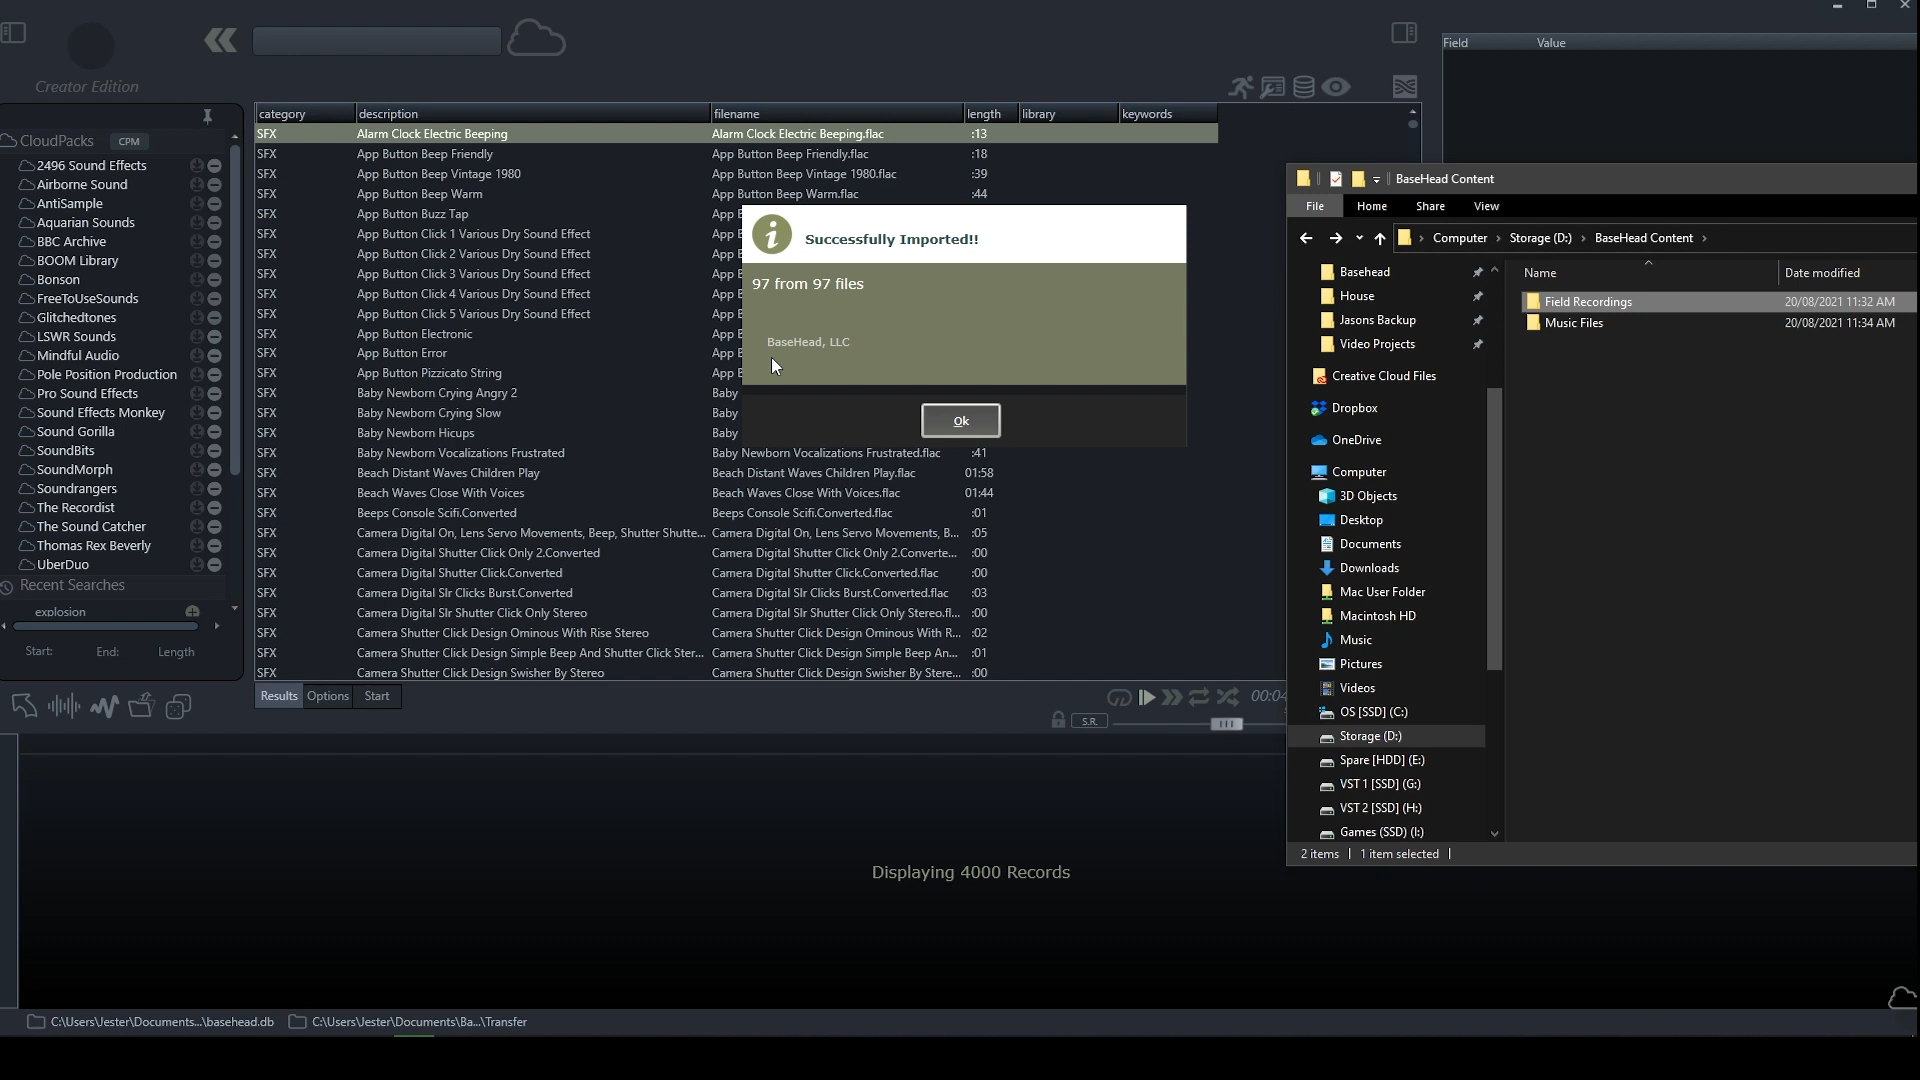 Creator Edition
CloudPacks CPM
2496 Sound Effects
Airborne Sound
AntiSample
Aquarian Sounds
BBC Archive
BOOM Library
Bonson
FreeToUseSounds
Glitchedtones
LSWR Sounds
Mindful Audio
Pole Position Production
Pro Sound Effects
Sound Effects Monkey
Sound Gorilla
SoundBits
SoundMorph
Soundrangers
The Recordist
The Sound Catcher
Thomas Rex Beverly
UberDuo
Recent Searches
explosion
Start: End: Length
category description filename length library keywords
SFX Alarm Clock Electric Beeping Alarm Clock Electric Beeping.flac :13
SFX App Button Beep Friendly App Button Beep Friendly.flac :18
SFX App Button Beep Vintage 1980 App Button Beep Vintage 1980.flac :39
SFX App Button Beep Warm App Button Beep Warm.flac :44
SFX App Button Buzz Tap App B
SFX App Button Click 1 Various Dry Sound Effect App B
SFX App Button Click 2 Various Dry Sound Effect App B
SFX App Button Click 3 Various Dry Sound Effect App B
SFX App Button Click 4 Various Dry Sound Effect App B
SFX App Button Click 5 Various Dry Sound Effect App B
SFX App Button Electronic App B
SFX App Button Error App B
SFX App Button Pizzicato String App B
SFX Baby Newborn Crying Angry 2 Baby
SFX Baby Newborn Crying Slow Baby
SFX Baby Newborn Hicups Baby
SFX Baby Newborn Vocalizations Frustrated Baby Newborn Vocalizations Frustrated.flac :41
SFX Beach Distant Waves Children Play Beach Distant Waves Children Play.flac 01:58
SFX Beach Waves Close With Voices Beach Waves Close With Voices.flac 01:44
SFX Beeps Console Scifi.Converted Beeps Console Scifi.Converted.flac :01
SFX Camera Digital On, Lens Servo Movements, Beep, Shutter Shutte... Camera Digital On, Lens Servo Movements, B... :05
SFX Camera Digital Shutter Click Only 2.Converted Camera Digital Shutter Click Only 2.Converte... :00
SFX Camera Digital Shutter Click.Converted Camera Digital Shutter Click.Converted.flac :00
SFX Camera Digital Slr Clicks Burst.Converted Camera Digital Slr Clicks Burst.Converted.flac :03
SFX Camera Digital Slr Shutter Click Only Stereo Camera Digital Slr Shutter Click Only Stereo.fl... :00
SFX Camera Shutter Click Design Ominous With Rise Stereo Camera Shutter Click Design Ominous With R... :02
SFX Camera Shutter Click Design Simple Beep And Shutter Click Ster... Camera Shutter Click Design Simple Beep An... :01
SFX Camera Shutter Click Design Swisher By Stereo Camera Shutter Click Design Swisher By Stere... :00
Results Options Start
00:04
S.R.
Successfully Imported!!
97 from 97 files
BaseHead, LLC
Ok
Field Value
BaseHead Content
File Home Share View
Computer Storage (D:) BaseHead Content
Basehead
House
Jasons Backup
Video Projects
Creative Cloud Files
Dropbox
OneDrive
Computer
3D Objects
Desktop
Documents
Downloads
Mac User Folder
Macintosh HD
Music
Pictures
Videos
OS [SSD] (C:)
Storage (D:)
Spare [HDD] (E:)
VST 1 [SSD] (G:)
VST 2 [SSD] (H:)
Games (SSD) (I:)
Name Date modified
Field Recordings 20/08/2021 11:32 AM
Music Files 20/08/2021 11:34 AM
2 items 1 item selected
Displaying 4000 Records
C:\Users\Jester\Documents...\basehead.db C:\Users\Jester\Documents\Ba...\Transfer